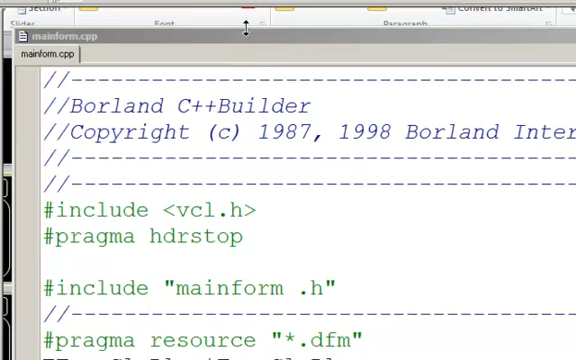 Section
Convert to SmartArt
Slides
Font
Paragraph
mainform.cpp
mainform.cpp
//
//Borland C++Builder
//Copyright (c) 1987, 1998 Borland Inter
//
//
#include <vcl.h>
#pragma hdrstop
#include "mainform .h"
//
#pragma resource "*.dfm"